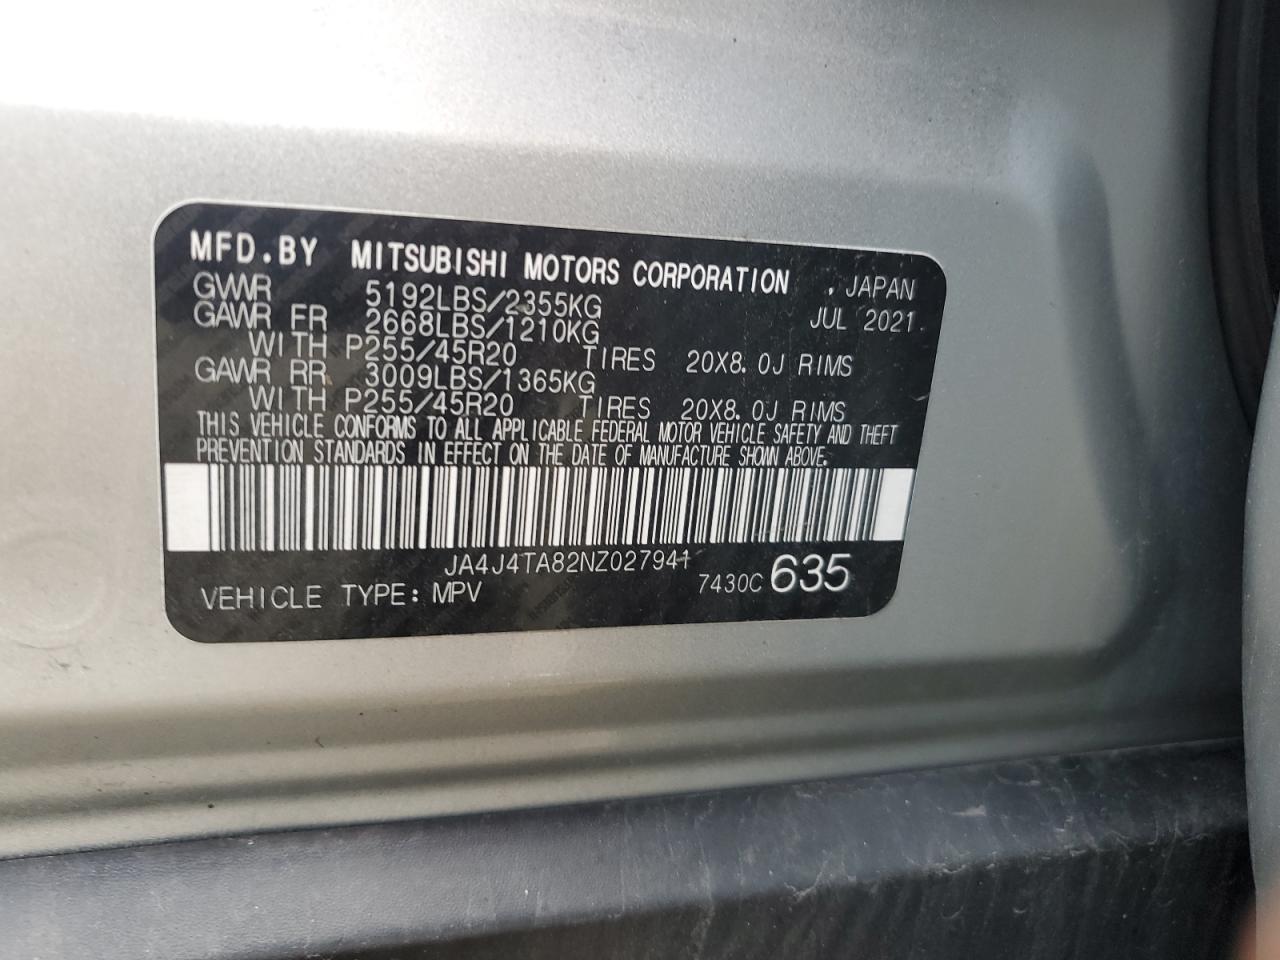 MFD.BY MITSUBISHI MOTORS CORPORATION . JAPAN
GVWR 5192LBS/2355KG JUL 2021
GAWR FR 2668LBS/1210KG
WITH P255/45R20 TIRES 20X8.0J RIMS
GAWR RR 3009LBS/1365KG
WITH P255/45R20 TIRES 20X8.0J RIMS
THIS VEHICLE CONFORMS TO ALL APPLICABLE FEDERAL MOTOR VEHICLE SAFETY AND THEFT
PREVENTION STANDARDS IN EFFECT ON THE DATE OF MANUFACTURE SHOWN ABOVE.
JA4J4TA82NZ027941
VEHICLE TYPE: MPV 7430C 635